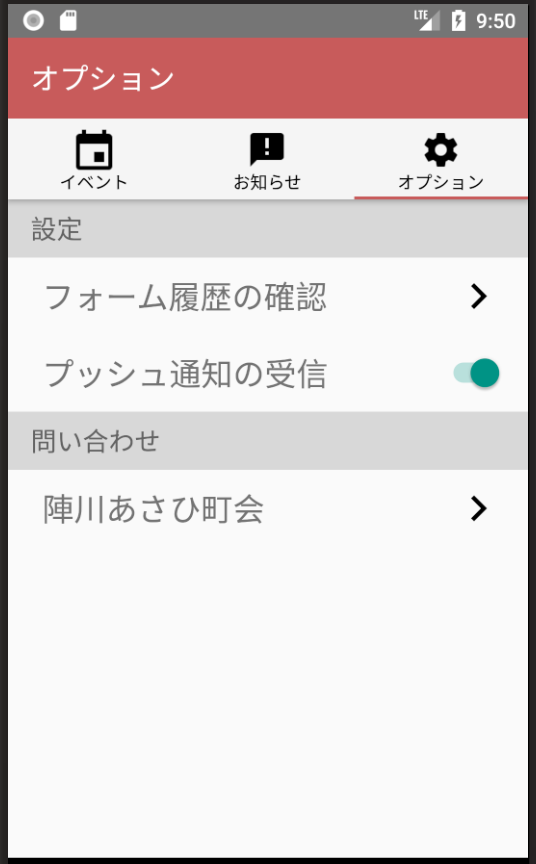 LTE 9:50
オプション
イベント お知らせ オプション
設定
フォーム履歴の確認
プッシュ通知の受信
問い合わせ
陣川あさひ町会